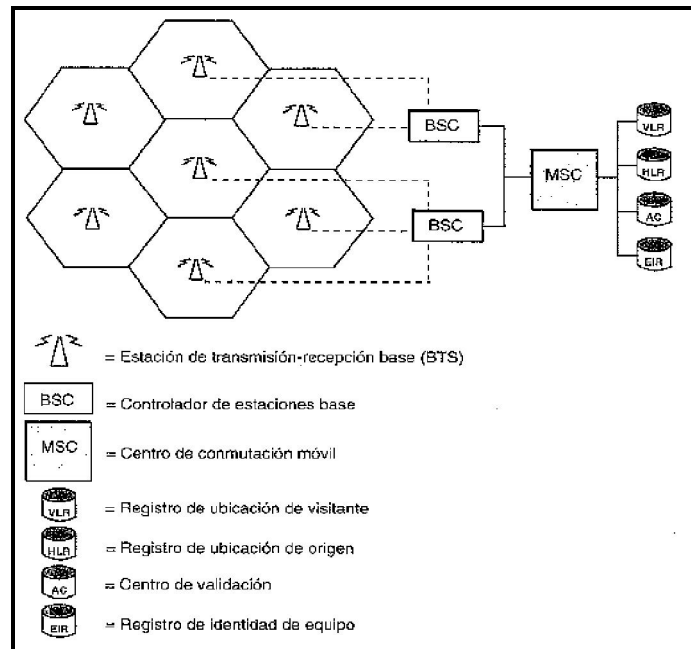 BSC
VLR
MSC
HLR
BSC
AC
EIR
= Estación de transmisión-recepción base (BTS)
BSC = Controlador de estaciones base
MSC = Centro de conmutación móvil
VLR = Registro de ubicación de visitante
HLR = Registro de ubicación de origen
AC = Centro de validación
EIR = Registro de identidad de equipo